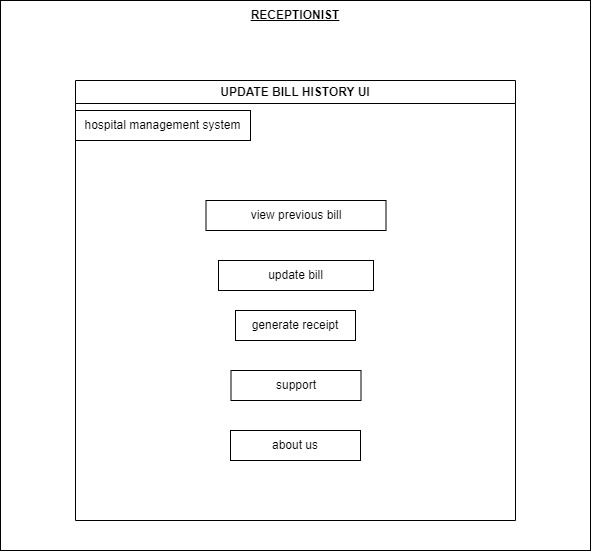 RECEPTIONIST
UPDATE BILL HISTORY UI
hospital management system
view previous bill
update bill
generate receipt
support
about us